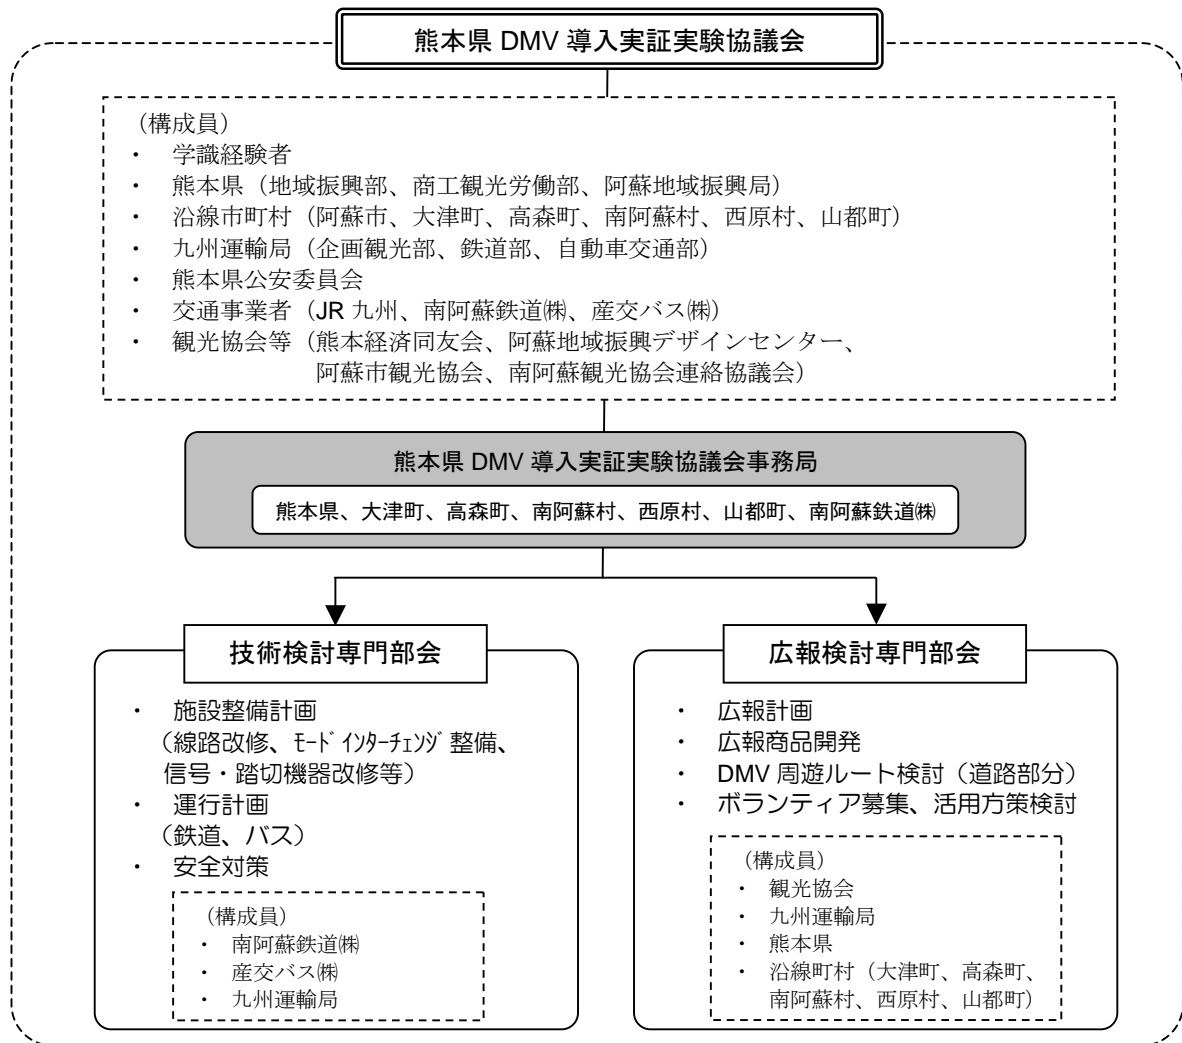 熊本県 DMV 導入実証実験協議会
（構成員）
・ 学識経験者
・ 熊本県（地域振興部、商工観光労働部、阿蘇地域振興局）
・ 沿線市町村（阿蘇市、大津町、高森町、南阿蘇村、西原村、山都町）
・ 九州運輸局（企画観光部、鉄道部、自動車交通部）
・ 熊本県公安委員会
・ 交通事業者（JR 九州、南阿蘇鉄道㈱、産交バス㈱）
・ 観光協会等（熊本経済同友会、阿蘇地域振興デザインセンター、
阿蘇市観光協会、南阿蘇観光協会連絡協議会）
熊本県 DMV 導入実証実験協議会事務局
熊本県、大津町、高森町、南阿蘇村、西原村、山都町、南阿蘇鉄道㈱
技術検討専門部会
・ 施設整備計画
（線路改修、ﾓｰﾄﾞｲﾝﾀｰﾁｪﾝｼﾞ整備、
信号・踏切機器改修等）
・ 運行計画
（鉄道、バス）
・ 安全対策
（構成員）
・ 南阿蘇鉄道㈱
・ 産交バス㈱
・ 九州運輸局
広報検討専門部会
・ 広報計画
・ 広報商品開発
・ DMV 周遊ルート検討（道路部分）
・ ボランティア募集、活用方策検討
（構成員）
・ 観光協会
・ 九州運輸局
・ 熊本県
・ 沿線町村（大津町、高森町、
南阿蘇村、西原村、山都町）